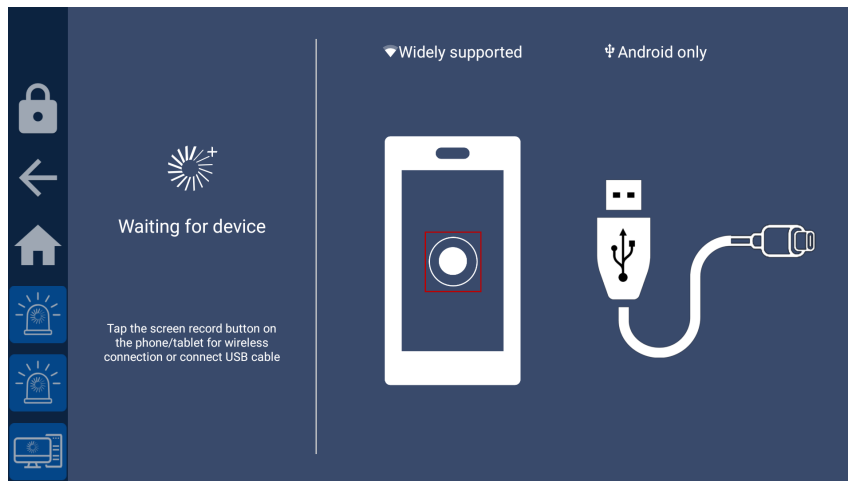 Widely supported
Android only
Waiting for device
Tap the screen record button on
the phone/tablet for wireless
connection or connect USB cable